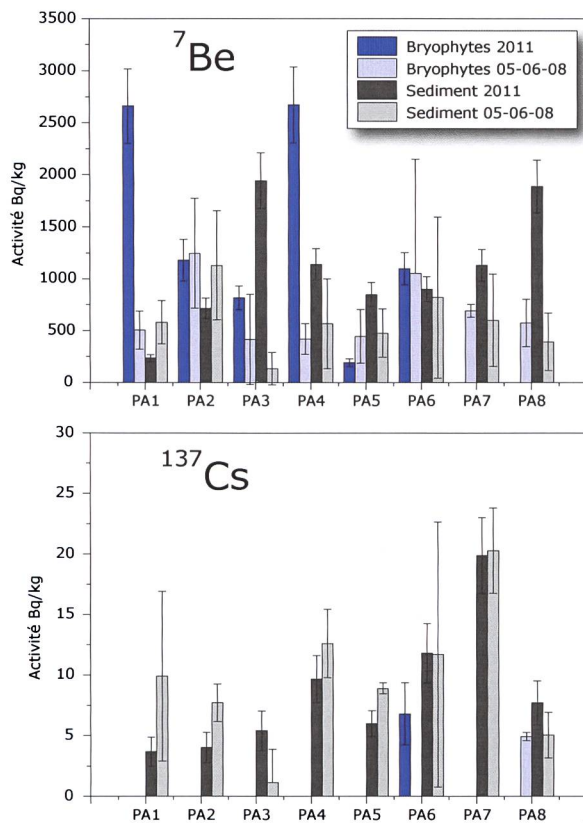 3500
3000
2500
2000
1500
1000
500
0
Activité Bq/kg
⁷Be
Bryophytes 2011
Bryophytes 05-06-08
Sediment 2011
Sediment 05-06-08
PA1 PA2 PA3 PA4 PA5 PA6 PA7 PA8
30
25
20
15
10
5
0
Activité Bq/kg
¹³⁷Cs
PA1 PA2 PA3 PA4 PA5 PA6 PA7 PA8